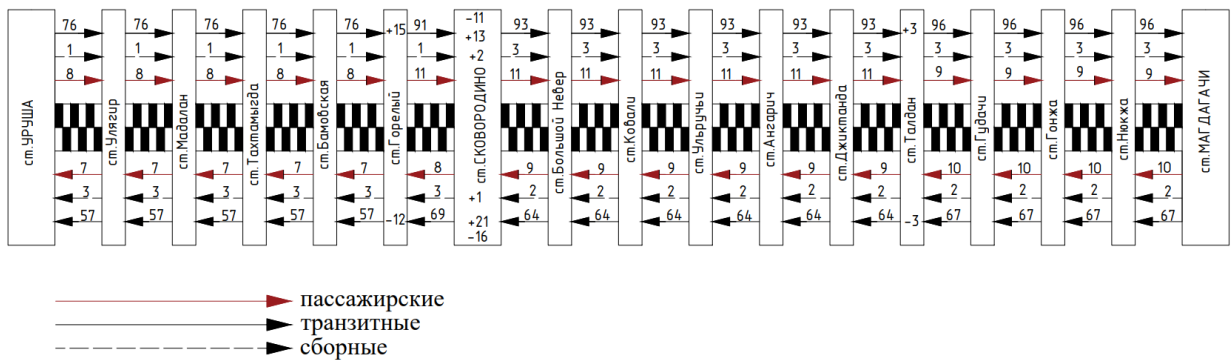 76 76 76 76 76 +15 91 -11 93 93 93 93 93 93 +3 96 96 96 96
+13
1 1 1 1 1 1 +2 3 3 3 3 3 3 3 3 3 3
8 8 8 8 8 11 11 11 11 11 11 11 9 9 9 9
ст.УРУША
ст.Улягир
ст.Мадалан
ст.Тахтамыгда
ст.Бамовская
ст.Горелый
ст.СКОВОРОДИНО
ст.Большой Невер
ст.Ковали
ст.Ульручьи
ст.Ангарич
ст.Джиктанда
ст.Талдан
ст.Гудачи
ст.Гонжа
ст.Нюкжа
ст.МАГДАГАЧИ
7 7 7 7 7 8 9 9 9 9 9 9 10 10 10 10
3 3 3 3 3 3 +1 2 2 2 2 2 2 2 2 2 2
57 57 57 57 57 -12 69 +21 64 64 64 64 64 64 -3 67 67 67 67
-16
пассажирские
транзитные
сборные